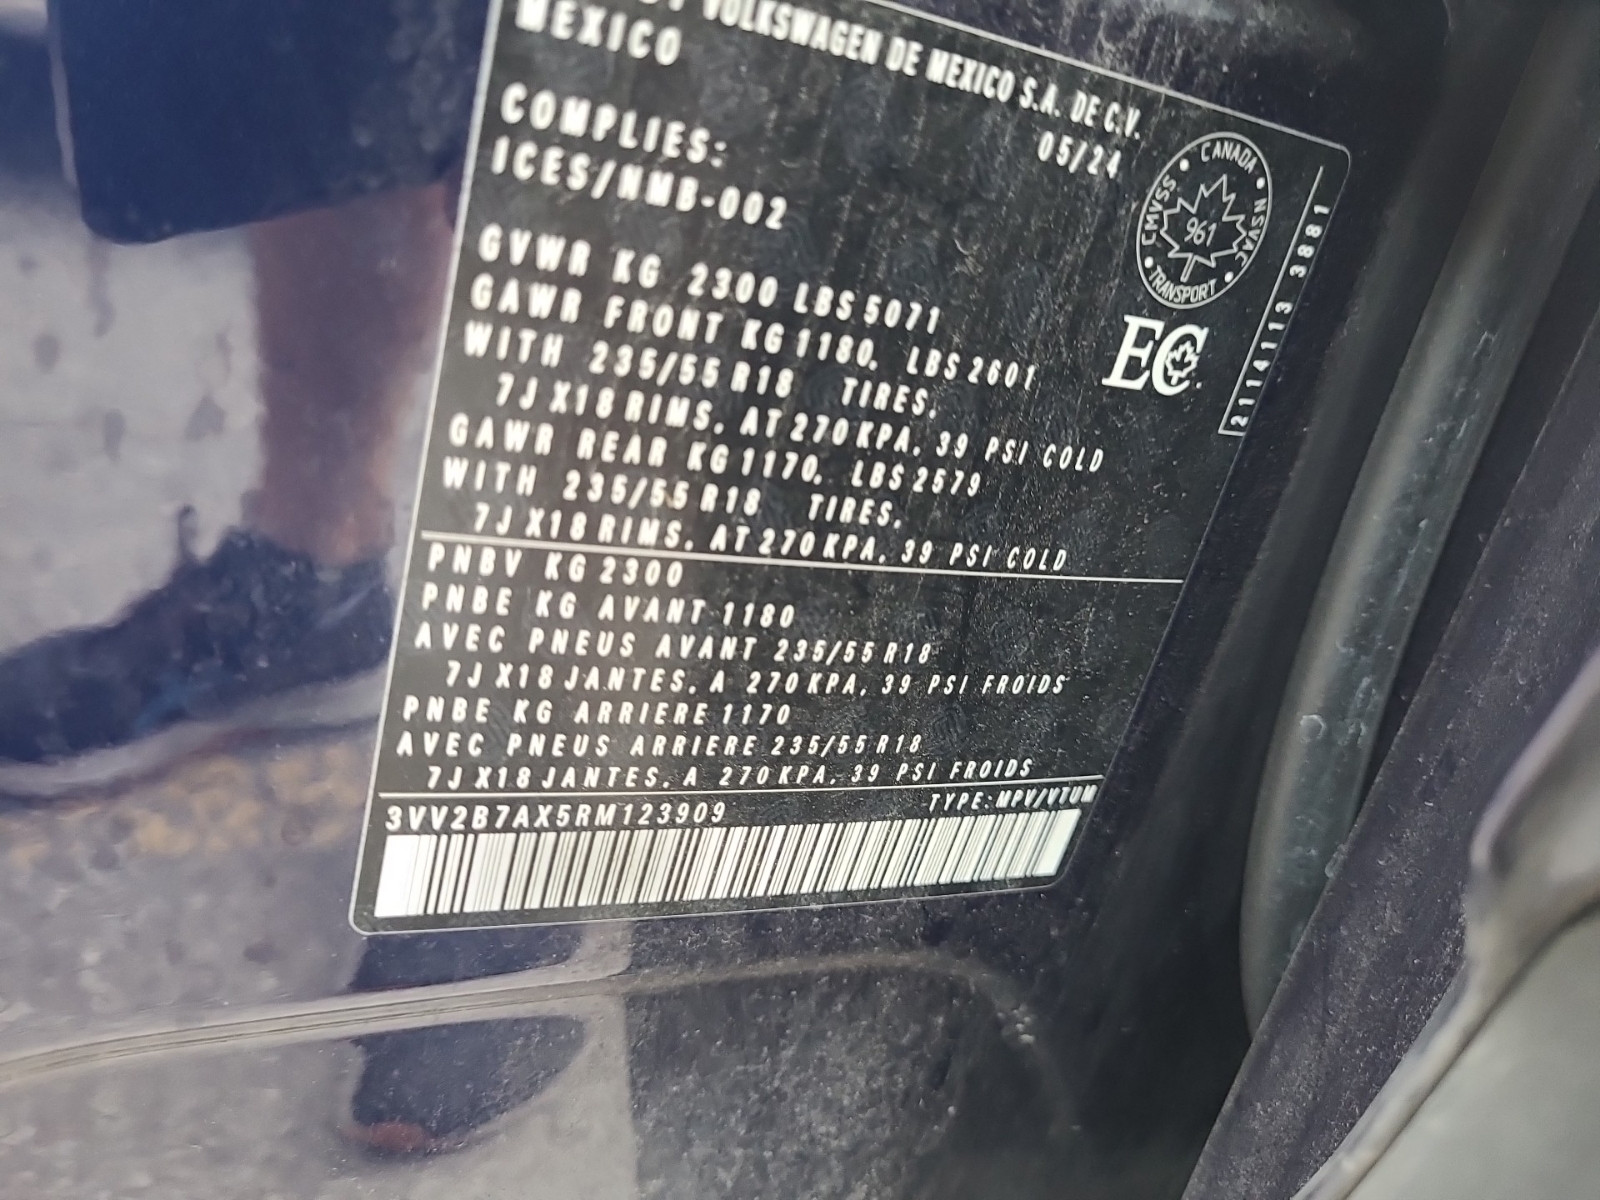 VOLKSWAGEN DE MEXICO S.A. DE C.V.
MEXICO
05/24
COMPLIES:
ICES/NMB-002
CANADA • NSVAC • TRANSPORT • CMVSS •
961
EC
GVWR KG 2300 LBS 5071
GAWR FRONT KG 1180. LBS 2601
WITH 235/55 R18 TIRES.
7J X18 RIMS. AT 270 KPA. 39 PSI COLD
GAWR REAR KG 1170. LBS 2579
WITH 235/55 R18 TIRES.
7J X18 RIMS. AT 270 KPA. 39 PSI COLD
2114113 3881
PNBV KG 2300
PNBE KG AVANT 1180
AVEC PNEUS AVANT 235/55 R18
7J X18 JANTES. A 270 KPA. 39 PSI FROIDS
PNBE KG ARRIERE 1170
AVEC PNEUS ARRIERE 235/55 R18
7J X18 JANTES. A 270 KPA. 39 PSI FROIDS
3VV2B7AX5RM123909 TYPE: MPV/VTUM